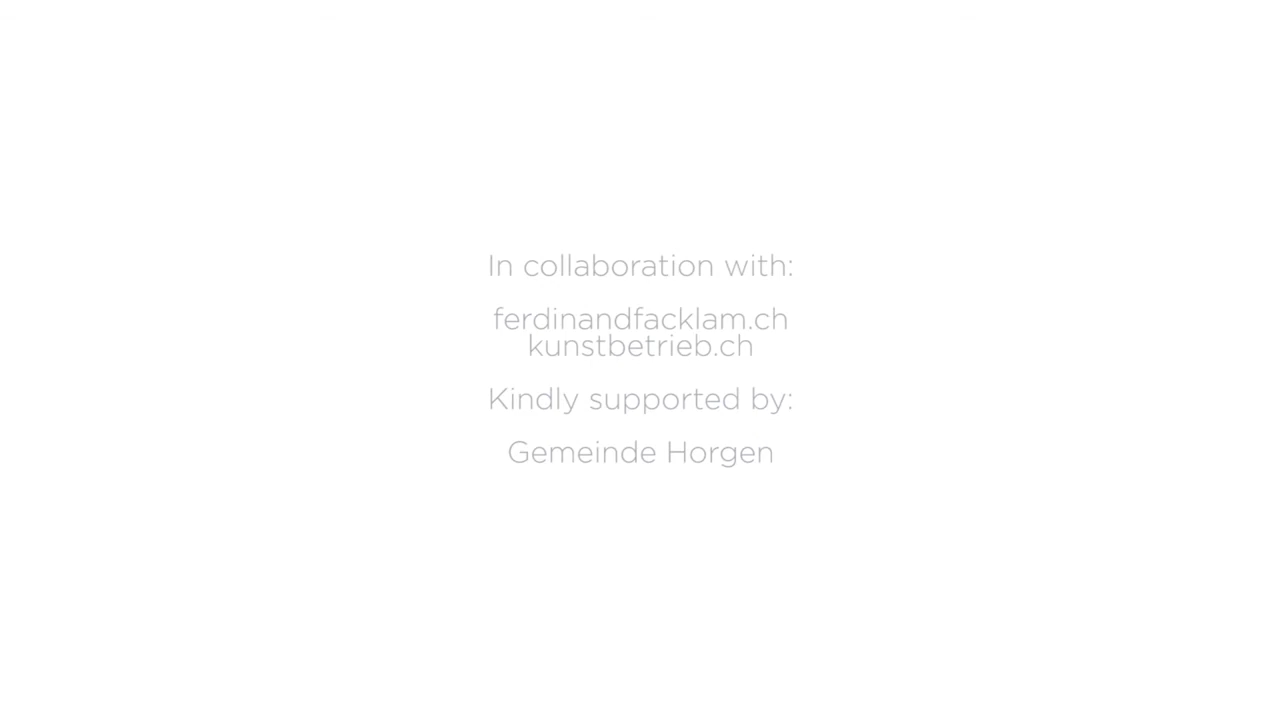 In collaboration with:
ferdinandfacklam.ch
kunstbetrieb.ch
Kindly supported by:
Gemeinde Horgen